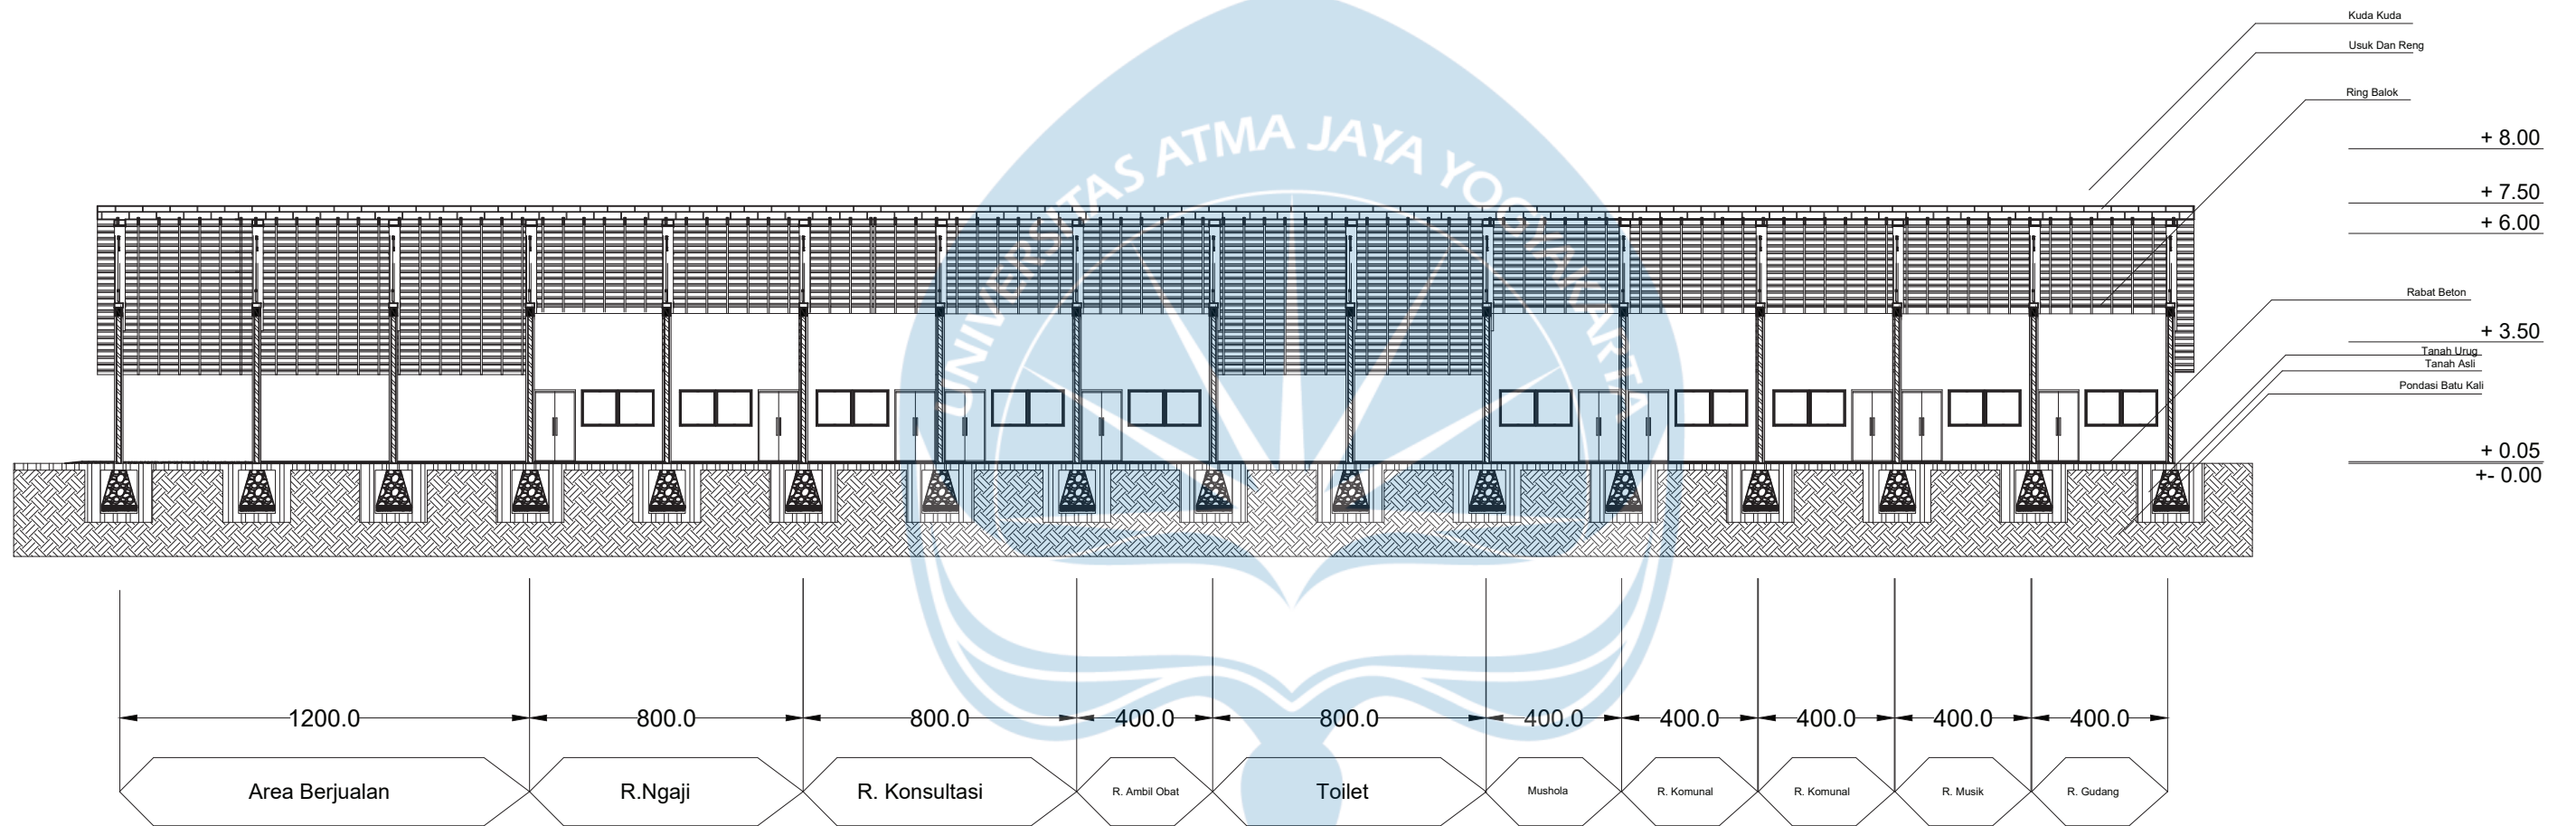 Kuda Kuda
Usuk Dan Reng
Ring Balok
+ 8.00
+ 7.50
+ 6.00
Rabat Beton
+ 3.50
Tanah Urug
Tanah Asli
Pondasi Batu Kali
+ 0.05
+- 0.00
UNIVERSITAS ATMA JAYA YOGYAKARTA
1200.0 800.0 800.0 400.0 800.0 400.0 400.0 400.0 400.0 400.0
Area Berjualan R.Ngaji R. Konsultasi R. Ambil Obat Toilet Mushola R. Komunal R. Komunal R. Musik R. Gudang